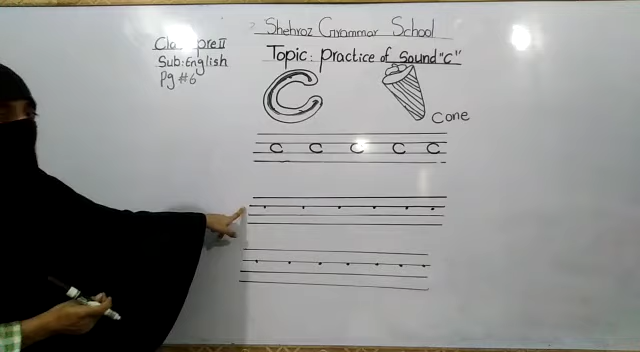 Shehroz Grammar School
Class pre II
Sub: English
Pg #6
Topic: Practice of Sound "c"
C
Cone
c c c c c